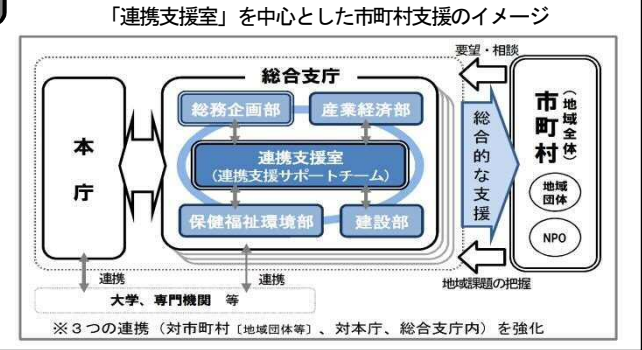 「連携支援室」を中心とした市町村支援のイメージ
要望・相談
総合支庁
総務企画部
産業経済部
本庁
連携支援室
(連携支援サポートチーム)
保健福祉環境部
建設部
総合的な支援
市町村
(地域全体)
地域
団体
NPO
連携
連携
地域課題の把握
大学、専門機関 等
※3つの連携(対市町村〔地域団体等〕、対本庁、総合支庁内)を強化